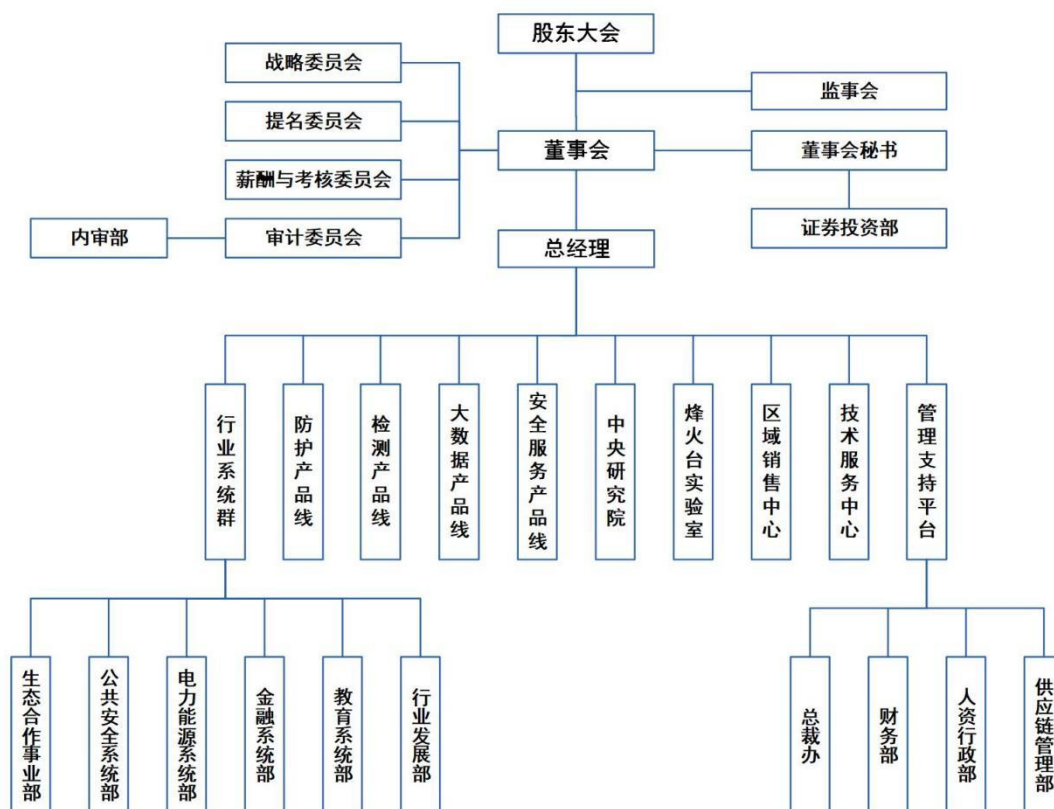 股东大会
战略委员会
监事会
提名委员会
董事会
董事会秘书
薪酬与考核委员会
内审部
审计委员会
证券投资部
总经理
行业系统群
防护产品线
检测产品线
大数据产品线
安全服务产品线
中央研究院
烽火台实验室
区域销售中心
技术服务中心
管理支持平台
生态合作事业部
公共安全系统部
电力能源系统部
金融系统部
教育系统部
行业发展部
总裁办
财务部
人资行政部
供应链管理部